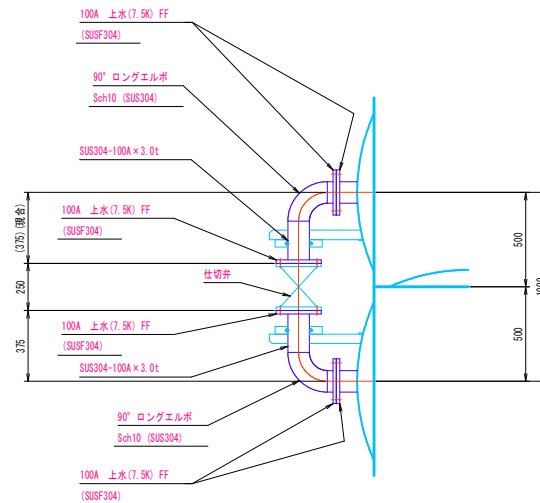 100A 上水(7.5K) FF
(SUSF304)
90° ロングエルボ
Sch10 (SUS304)
SUS304-100A×3.0t
100A 上水(7.5K) FF
(SUSF304)
(375)(現合)
250
375
仕切弁
500
500
100A 上水(7.5K) FF
(SUSF304)
SUS304-100A×3.0t
90° ロングエルボ
Sch10 (SUS304)
100A 上水(7.5K) FF
(SUSF304)